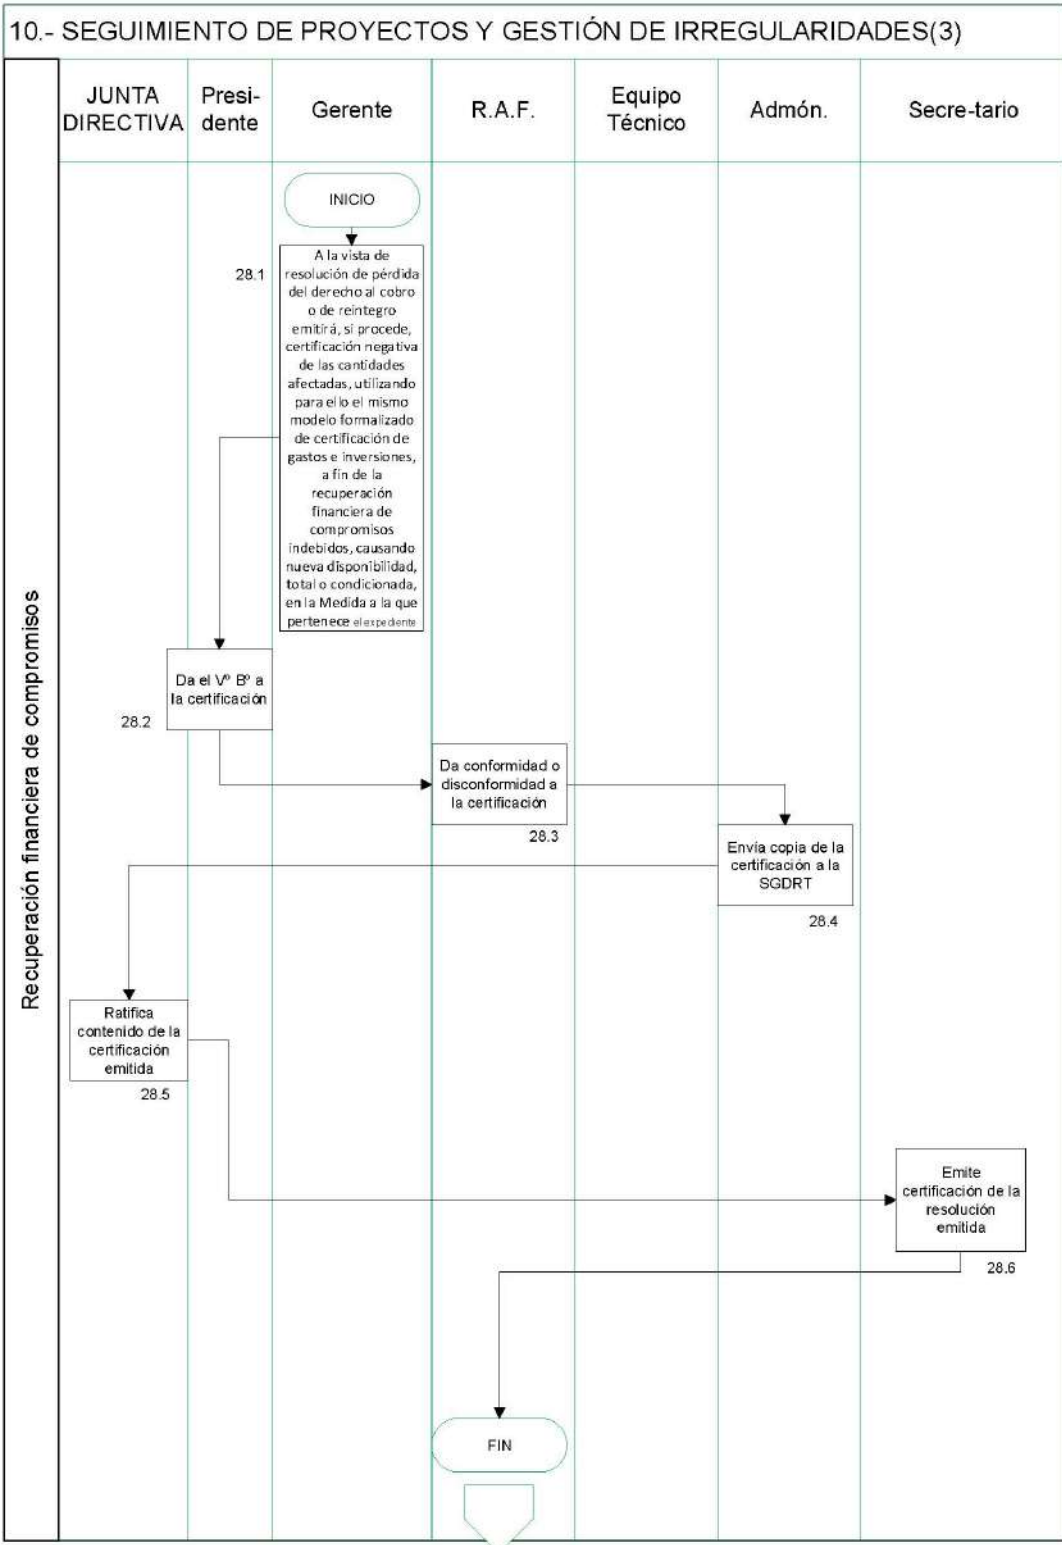 10.- SEGUIMIENTO DE PROYECTOS Y GESTIÓN DE IRREGULARIDADES(3)
Recuperación financiera de compromisos
JUNTA
DIRECTIVA
Presi-
dente
Gerente
R.A.F.
Equipo
Técnico
Admón.
Secre-tario
INICIO
28.1
A la vista de
resolución de pérdida
del derecho al cobro
o de reintegro
emitirá, si procede,
certificación negativa
de las cantidades
afectadas, utilizando
para ello el mismo
modelo formalizado
de certificación de
gastos e inversiones,
a fin de la
recuperación
financiera de
compromisos
indebidos, causando
nueva disponibilidad,
total o condicionada,
en la Medida a la que
pertenece el expediente
Da el Vº Bº a
la certificación
28.2
Da conformidad o
disconformidad a
la certificación
28.3
Envía copia de la
certificación a la
SGDRT
28.4
Ratifica
contenido de la
certificación
emitida
28.5
Emite
certificación de la
resolución
emitida
28.6
FIN